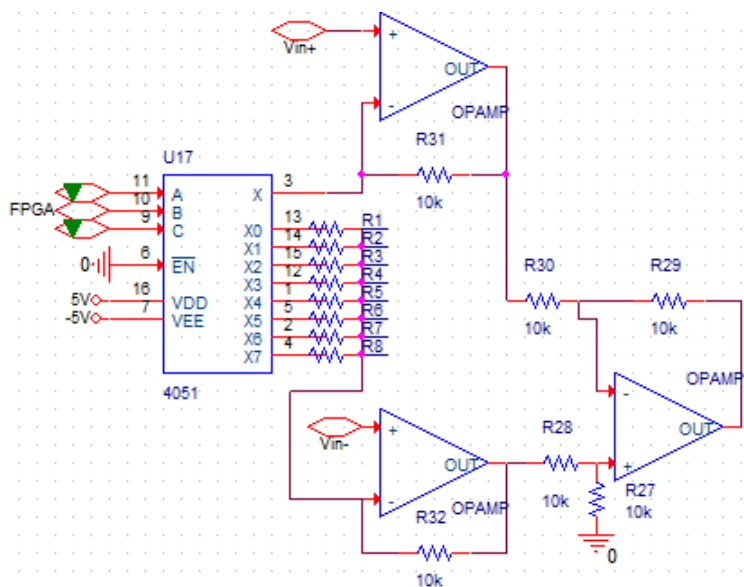 Vin+
+
-
OUT
OPAMP
R31
10k
U17
FPGA
11
10
9
6
16
7
A
B
C
EN
VDD
VEE
X
X0
X1
X2
X3
X4
X5
X6
X7
3
13
14
15
12
1
5
2
4
R1
R2
R3
R4
R5
R6
R7
R8
0
5V
-5V
4051
R30
10k
R29
10k
OPAMP
-
+
OUT
Vin-
+
-
OUT
OPAMP
R32
10k
R28
10k
R27
10k
0